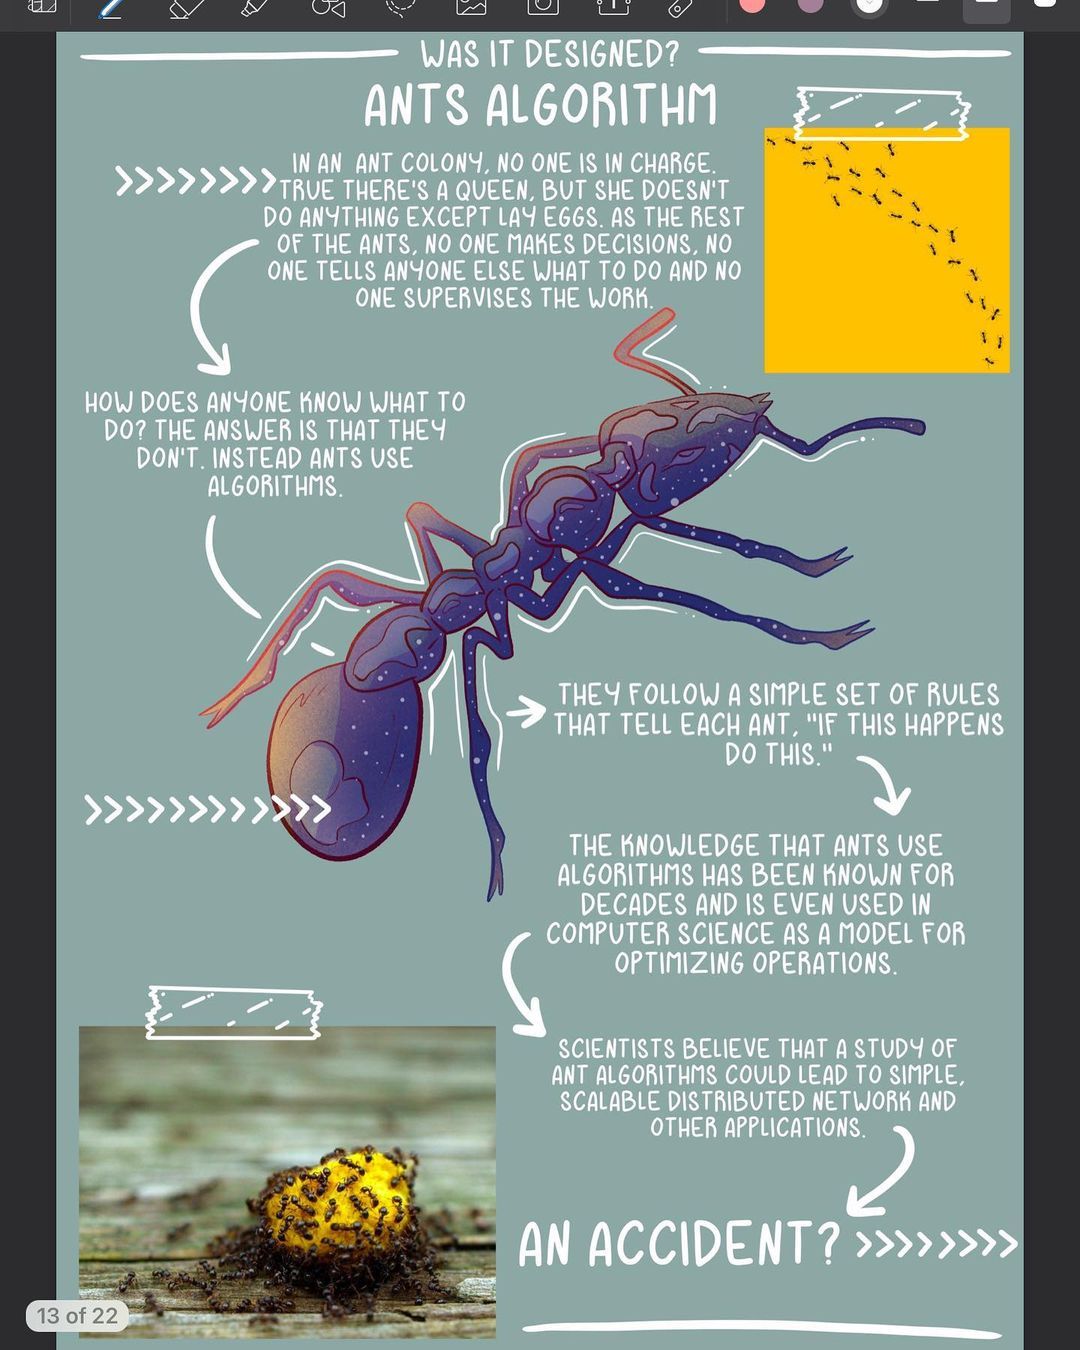 WAS IT DESIGNED?
ANTS ALGORITHM
IN AN ANT COLONY, NO ONE IS IN CHARGE.
TRUE THERE'S A QUEEN, BUT SHE DOESN'T
DO ANYTHING EXCEPT LAY EGGS. AS THE REST
OF THE ANTS, NO ONE MAKES DECISIONS, NO
ONE TELLS ANYONE ELSE WHAT TO DO AND NO
ONE SUPERVISES THE WORK.
HOW DOES ANYONE KNOW WHAT TO
DO? THE ANSWER IS THAT THEY
DON'T. INSTEAD ANTS USE
ALGORITHMS.
THEY FOLLOW A SIMPLE SET OF RULES
THAT TELL EACH ANT, "IF THIS HAPPENS
DO THIS."
THE KNOWLEDGE THAT ANTS USE
ALGORITHMS HAS BEEN KNOWN FOR
DECADES AND IS EVEN USED IN
COMPUTER SCIENCE AS A MODEL FOR
OPTIMIZING OPERATIONS.
SCIENTISTS BELIEVE THAT A STUDY OF
ANT ALGORITHMS COULD LEAD TO SIMPLE,
SCALABLE DISTRIBUTED NETWORK AND
OTHER APPLICATIONS.
AN ACCIDENT?
13 of 22